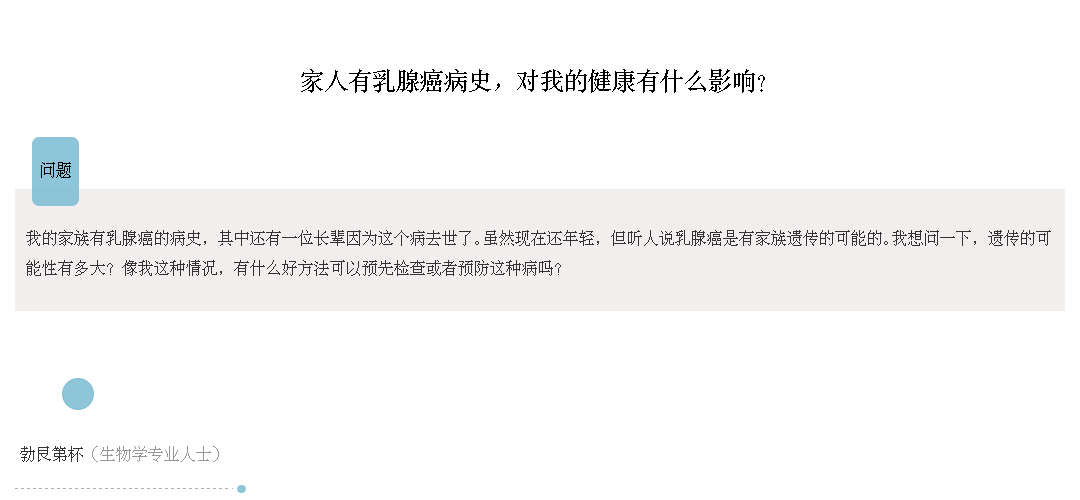 家人有乳腺癌病史，对我的健康有什么影响？
问题
我的家族有乳腺癌的病史，其中还有一位长辈因为这个病去世了。虽然现在还年轻，但听人说乳腺癌是有家族遗传的可能的。我想问一下，遗传的可
能性有多大？像我这种情况，有什么好方法可以预先检查或者预防这种病吗？
勃艮第杯（生物学专业人士）